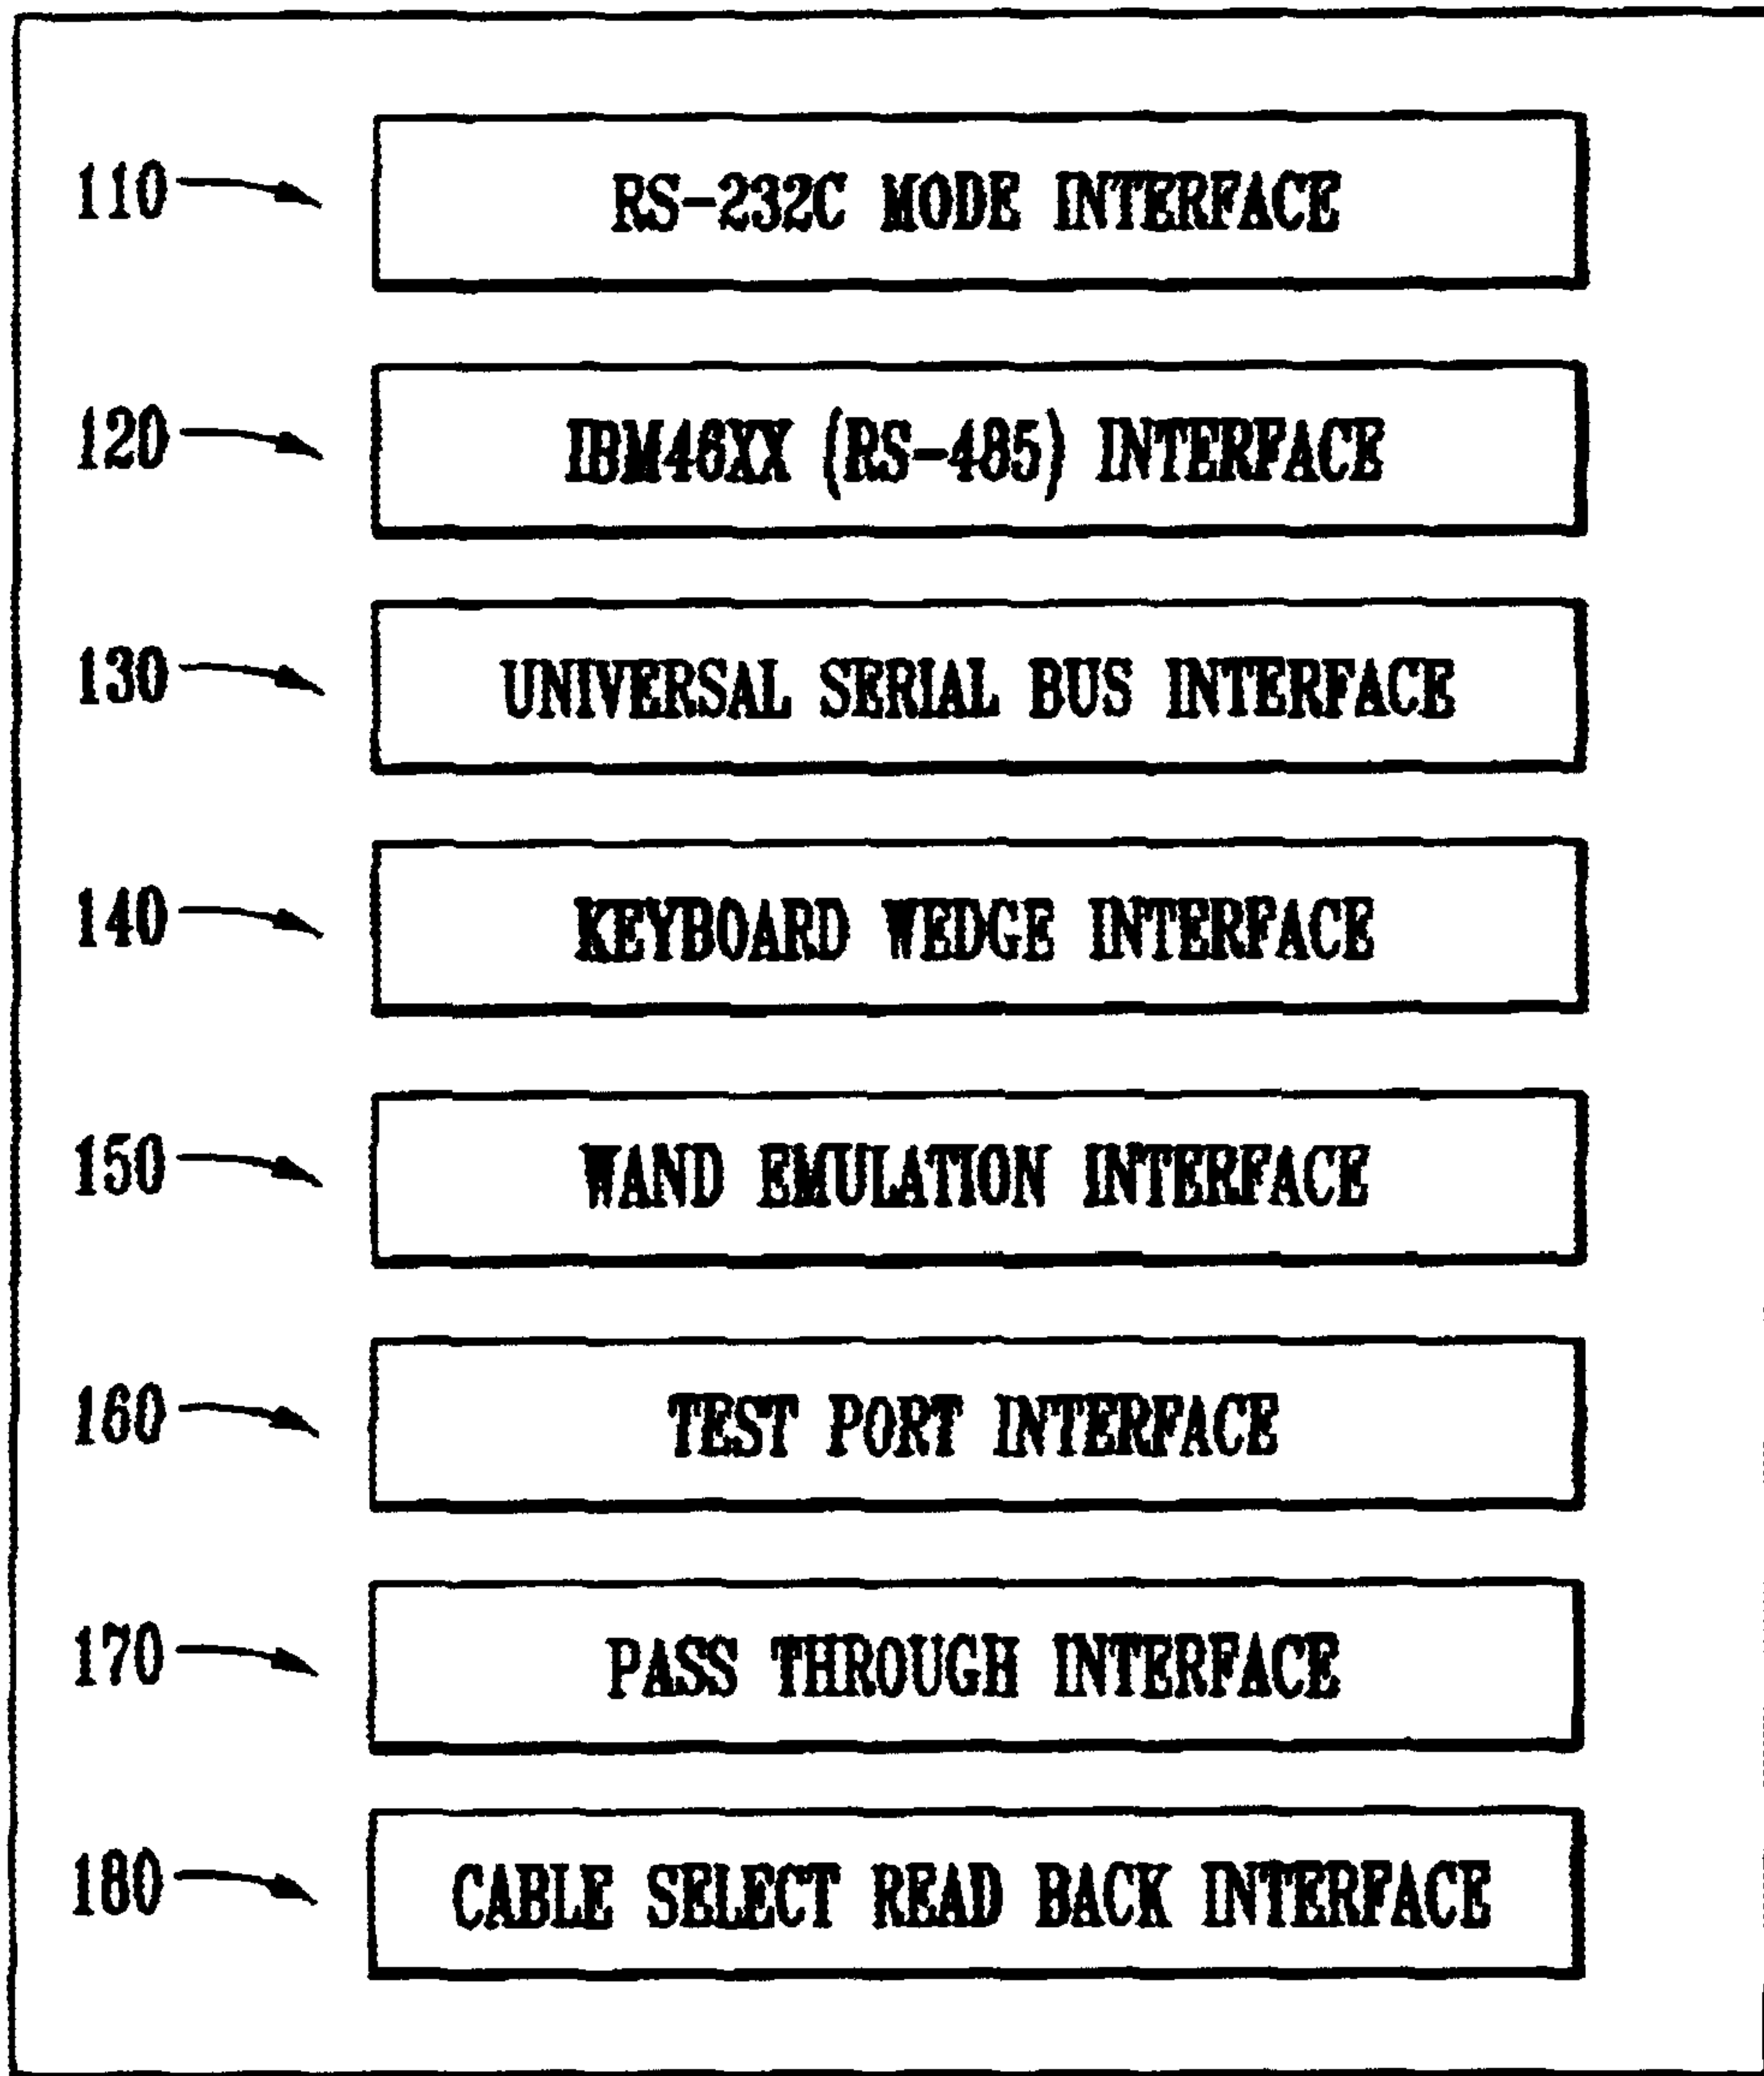 110 RS-232C MODE INTERFACE
120 IBM46XX (RS-485) INTERFACE
130 UNIVERSAL SERIAL BUS INTERFACE
140 KEYBOARD WEDGE INTERFACE
150 WAND EMULATION INTERFACE
160 TEST PORT INTERFACE
170 PASS THROUGH INTERFACE
180 CABLE SELECT READ BACK INTERFACE